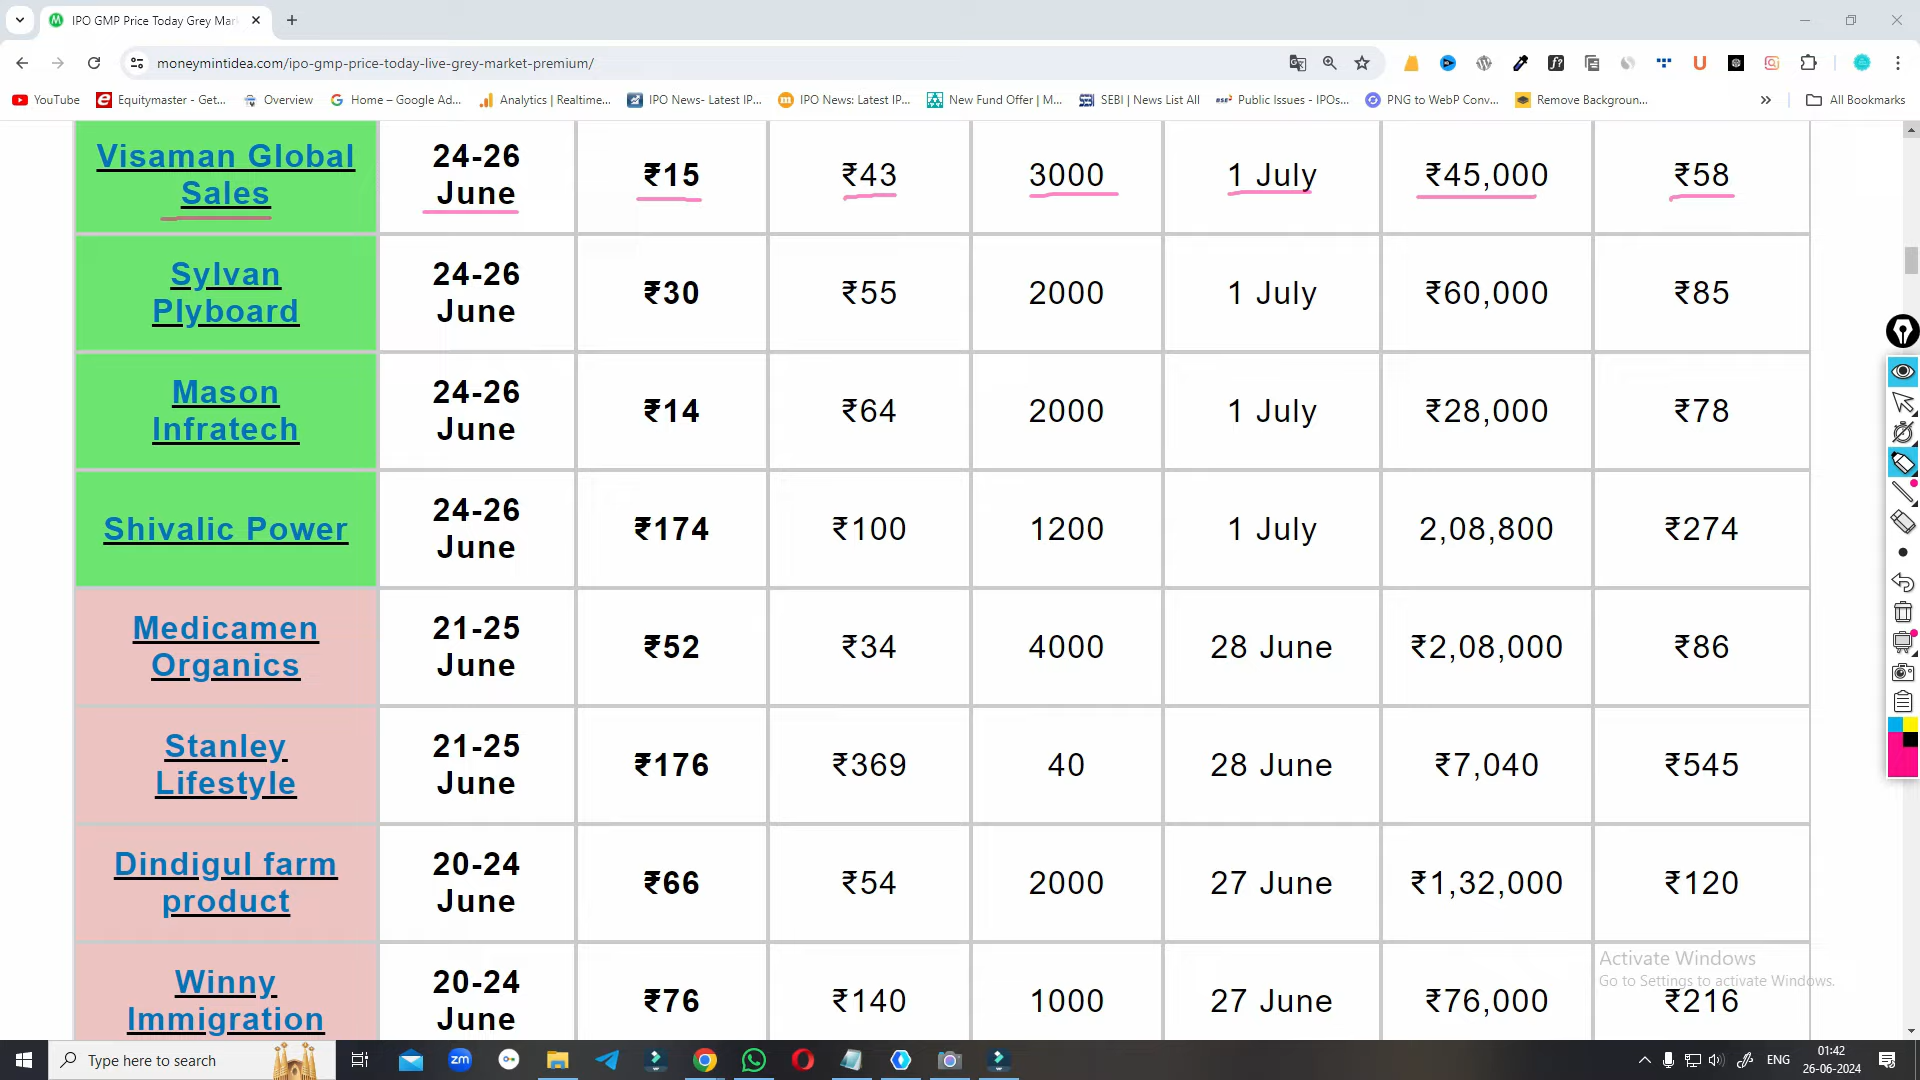 IPO GMP Price Today Grey Mar
moneymintidea.com/ipo-gmp-price-today-live-grey-market-premium/
YouTube
Equitymaster - Get...
Overview
Home – Google Ad...
Analytics | Realtime...
IPO News- Latest IP...
IPO News: Latest IP...
New Fund Offer | M...
SEBI | News List All
Public Issues - IPOs...
PNG to WebP Conv...
Remove Backgroun...
All Bookmarks
Visaman Global
Sales
24-26
June
₹15
₹43
3000
1 July
₹45,000
₹58
Sylvan
Plyboard
24-26
June
₹30
₹55
2000
1 July
₹60,000
₹85
Mason
Infratech
24-26
June
₹14
₹64
2000
1 July
₹28,000
₹78
Shivalic Power
24-26
June
₹174
₹100
1200
1 July
2,08,800
₹274
Medicamen
Organics
21-25
June
₹52
₹34
4000
28 June
₹2,08,000
₹86
Stanley
Lifestyle
21-25
June
₹176
₹369
40
28 June
₹7,040
₹545
Dindigul farm
product
20-24
June
₹66
₹54
2000
27 June
₹1,32,000
₹120
Winny
Immigration
20-24
June
₹76
₹140
1000
27 June
₹76,000
₹216
Activate Windows
Go to Settings to activate Windows.
Type here to search
zm
ENG
01:42
26-06-2024